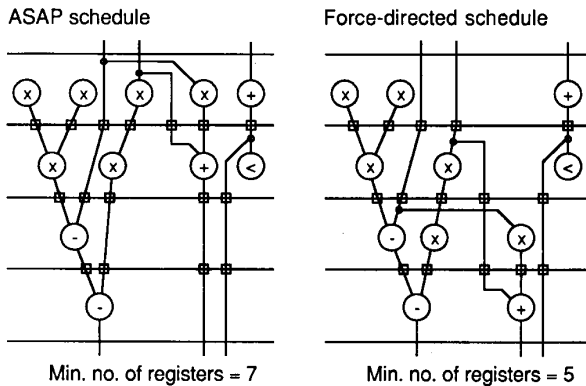 ASAP schedule
Force-directed schedule
x x x x +
x x + <
-
-
Min. no. of registers = 7
x x +
x x <
- x x
- +
Min. no. of registers = 5